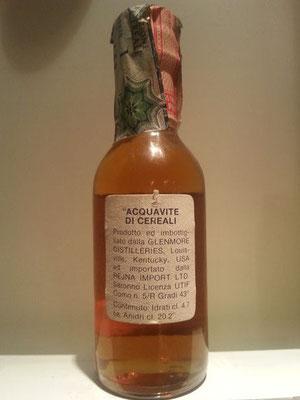 "ACQUAVITE
DI CEREALI
Prodotto ed imbottig-
liato dalla GLENMORE
DISTILLERIES, Louis-
ville, Kentucky, USA
ed importato dalla
REJNA IMPORT LTD.
Saronno Licenza UTIF
Como n. 5/R Gradi 43°
Contenuto: Idrati cl. 4.7
ba. Anidri cl. 20.2"